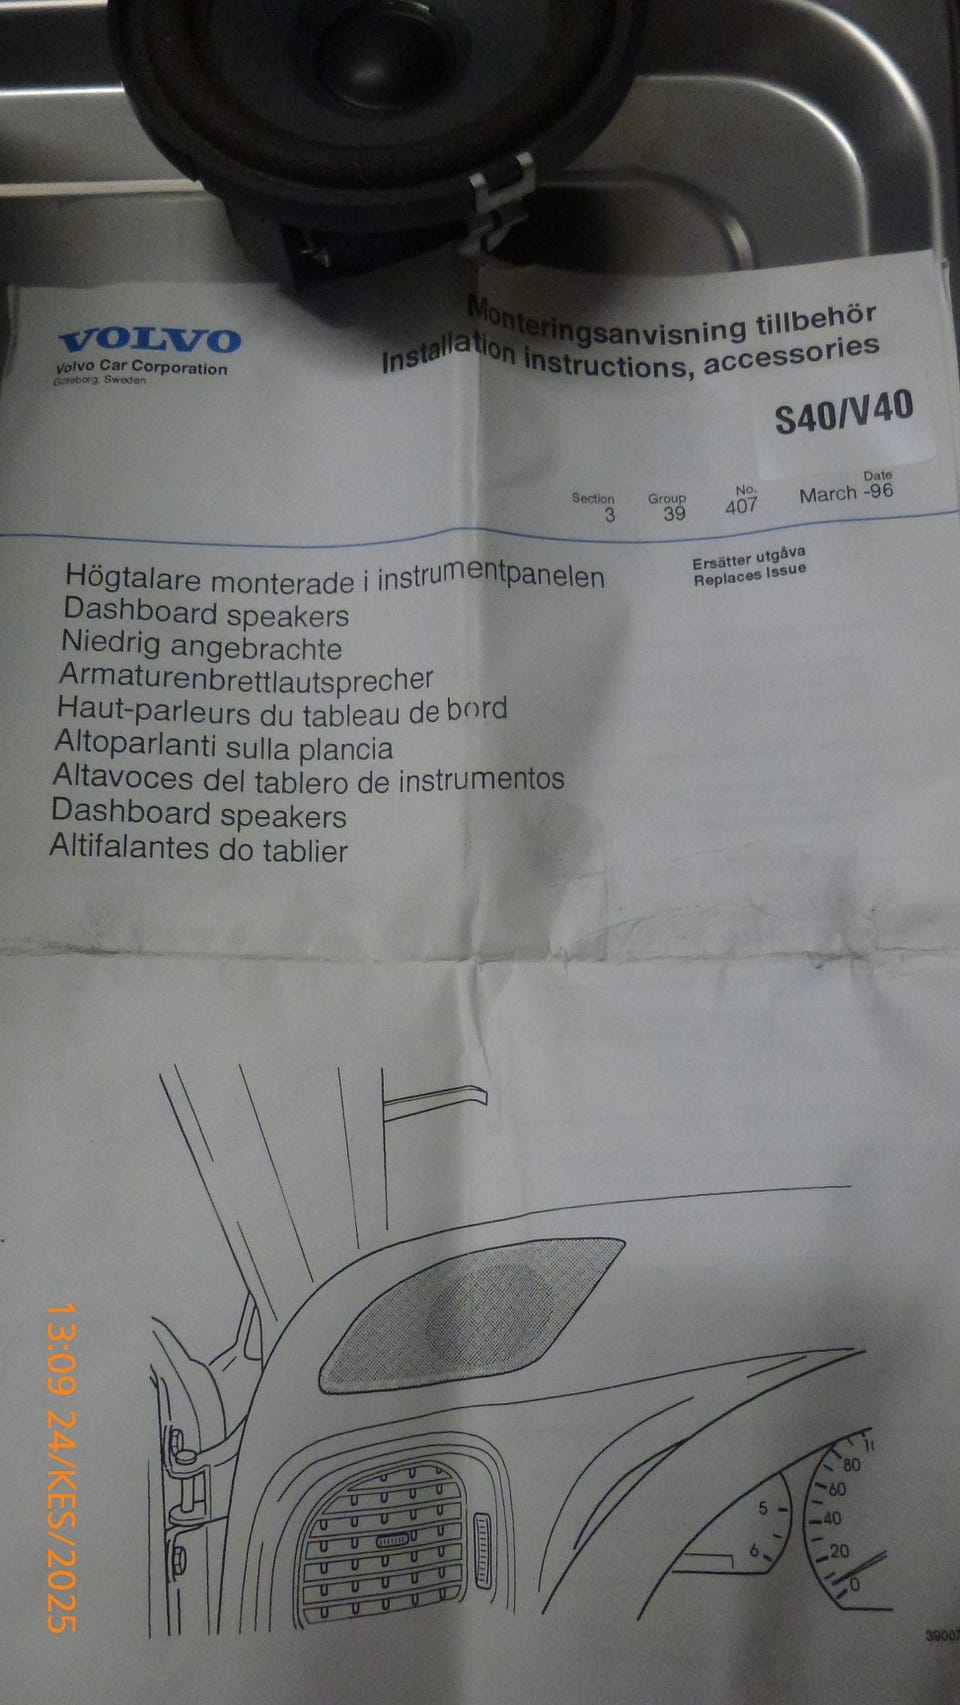 VOLVO
Volvo Car Corporation
Göteborg, Sweden
Monteringsanvisning tillbehör
Installation instructions, accessories
S40/V40
Section
3
Group
39
No.
407
Date
March -96
Ersätter utgåva
Replaces Issue
Högtalare monterade i instrumentpanelen
Dashboard speakers
Niedrig angebrachte
Armaturenbrettlautsprecher
Haut-parleurs du tableau de bord
Altoparlanti sulla plancia
Altavoces del tablero de instrumentos
Dashboard speakers
Altifalantes do tablier
80
60
40
20
0
5
6
13:09 24/KES/2025